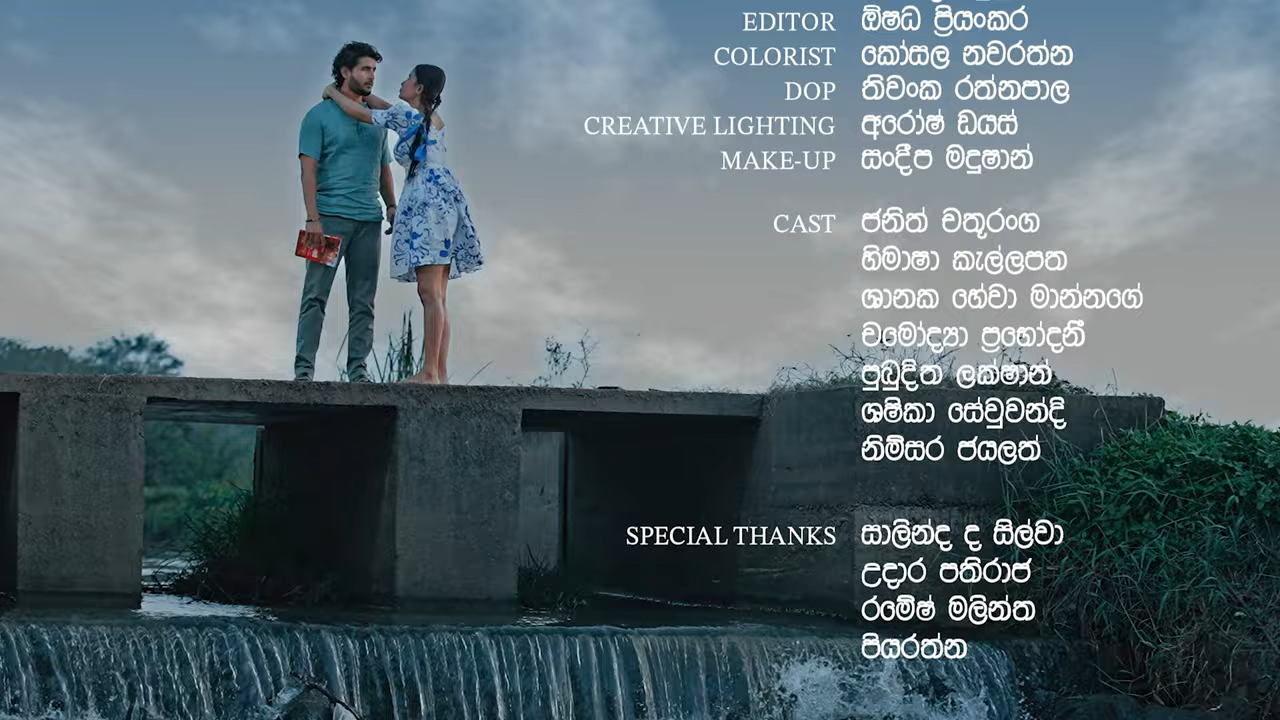 EDITOR ඕෂධ ප්‍රියංකර
COLORIST කෝසල නවරත්න
DOP තිවංක රත්නපාල
CREATIVE LIGHTING අරෝෂ් ඩයස්
MAKE-UP සංදීප මදුෂාන්
CAST ජනිත් චතුරංග
හිමාෂා කැල්ලපත
ශානක හේවා මාන්නගේ
චමෝද්‍යා ප්‍රභෝදනී
පුබුදිත ලක්ෂාන්
ශෂිකා සේවුවන්දි
නිම්සර ජයලත්
SPECIAL THANKS සාලින්ද ද සිල්වා
උදාර පතිරාජ
රමේෂ් මලින්ත
පියරත්න